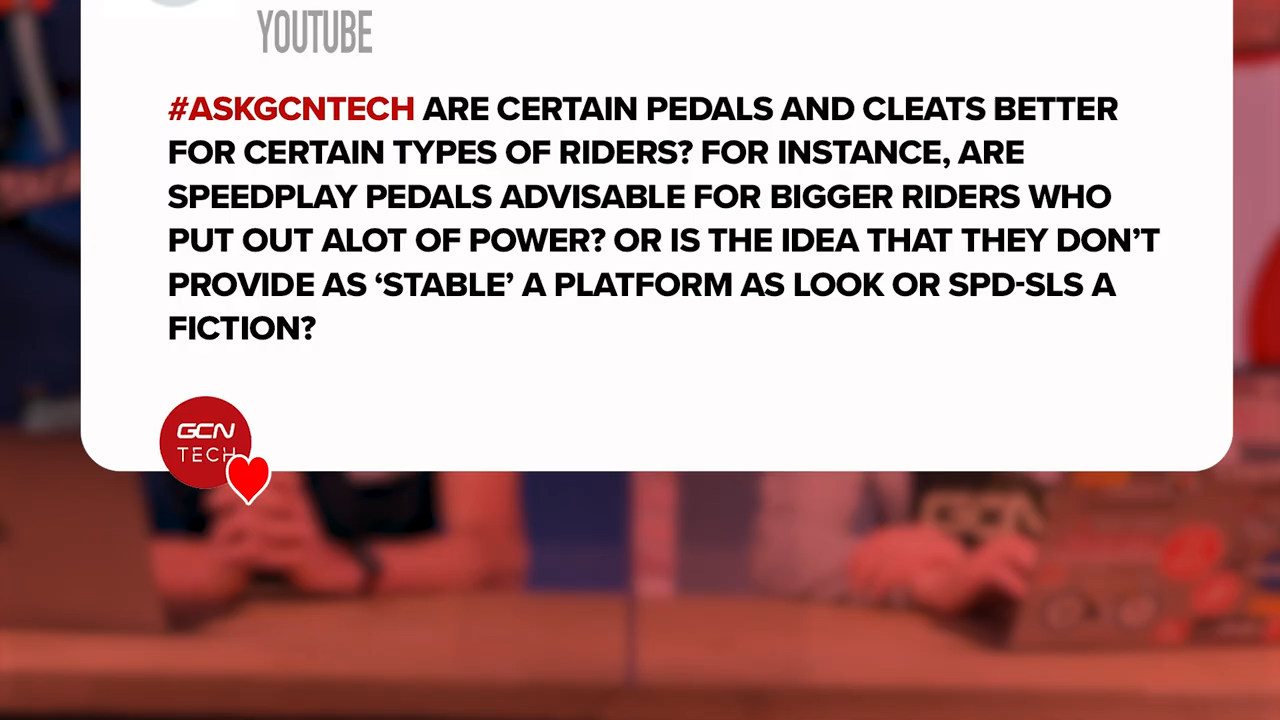 YOUTUBE
#ASKGCNTECH ARE CERTAIN PEDALS AND CLEATS BETTER
FOR CERTAIN TYPES OF RIDERS? FOR INSTANCE, ARE
SPEEDPLAY PEDALS ADVISABLE FOR BIGGER RIDERS WHO
PUT OUT ALOT OF POWER? OR IS THE IDEA THAT THEY DON'T
PROVIDE AS ‘STABLE’ A PLATFORM AS LOOK OR SPD-SLS A
FICTION?
GCN
TECH